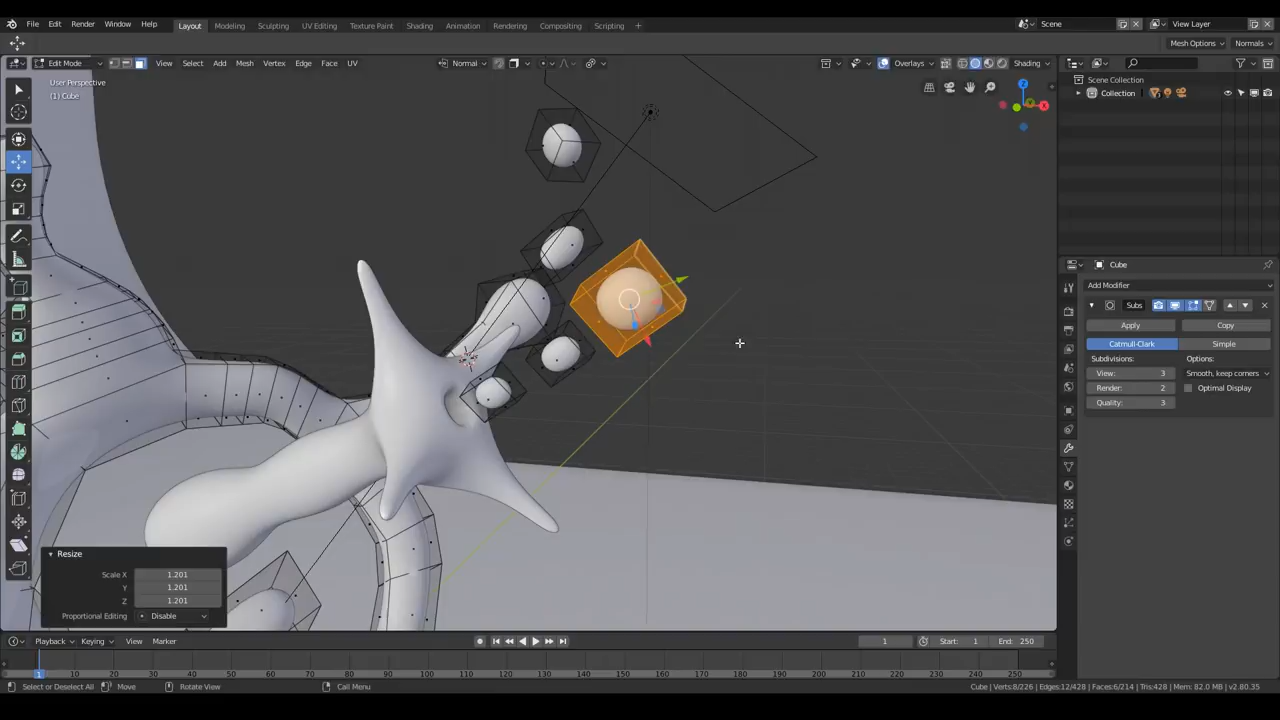 File Edit Render Window Help Layout Modeling Sculpting UV Editing Texture Paint Shading Animation Rendering Compositing Scripting + Scene View Layer
Mesh Options Normals
Edit Mode View Select Add Mesh Vertex Edge Face UV Normal Overlays Shading
User Perspective
(1) Cube
Scene Collection
Collection
Cube
Add Modifier
Subs
Apply Copy
Catmull-Clark Simple
Subdivisions: Options:
View: 3 Smooth, keep corners
Render: 2 Optimal Display
Quality: 3
Resize
Scale X 1.201
Y 1.201
Z 1.201
Proportional Editing Disable
Playback Keying View Marker 1 Start: 1 End: 250
1 10 20 30 40 50 60 70 80 90 100 110 120 130 140 150 160 170 180 190 200 210 220 230 240 250
Select or Deselect All Move Rotate View Call Menu Cube | Verts:8/226 | Edges:12/428 | Faces:6/214 | Tris:428 | Mem: 82.0 MB | v2.80.35